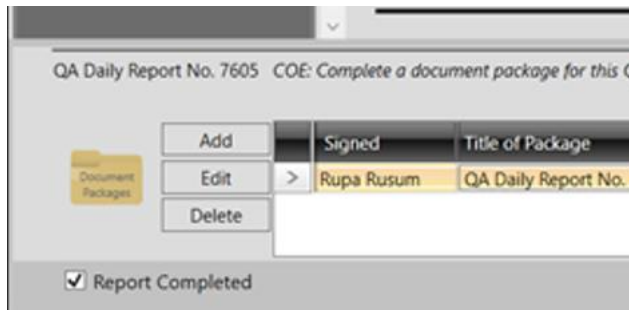 QA Daily Report No. 7605 COE: Complete a document package for this
Document Packages
Add
Edit
Delete
Signed Title of Package
> Rupa Rusum QA Daily Report No.
Report Completed